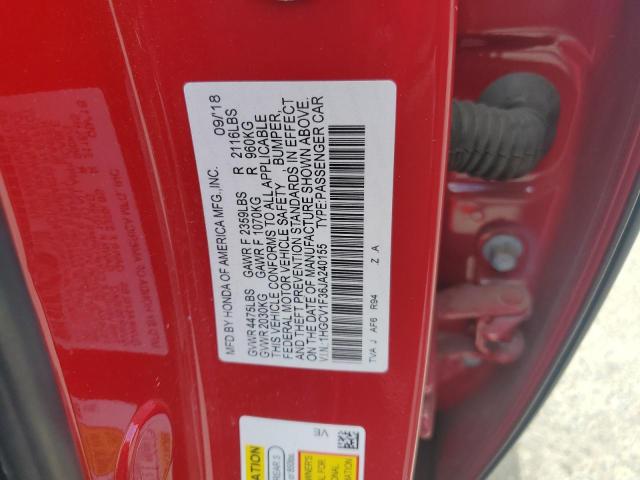 MFD BY HONDA OF AMERICA MFG.,INC. 09/18
GVWR 4475LBS GAWR F 2359LBS R 2116LBS
GVWR 2030KG GAWR F 1070KG R 960KG
THIS VEHICLE CONFORMS TO ALL APPLICABLE
FEDERAL MOTOR VEHICLE SAFETY BUMPER,
AND THEFT PREVENTION STANDARDS IN EFFECT
ON THE DATE OF MANUFACTURE SHOWN ABOVE.
V.I.N.:1HGCV1F36JA240155 TYPE:PASSENGER CAR
TVA J AF6 R94 Z A
REAR 3